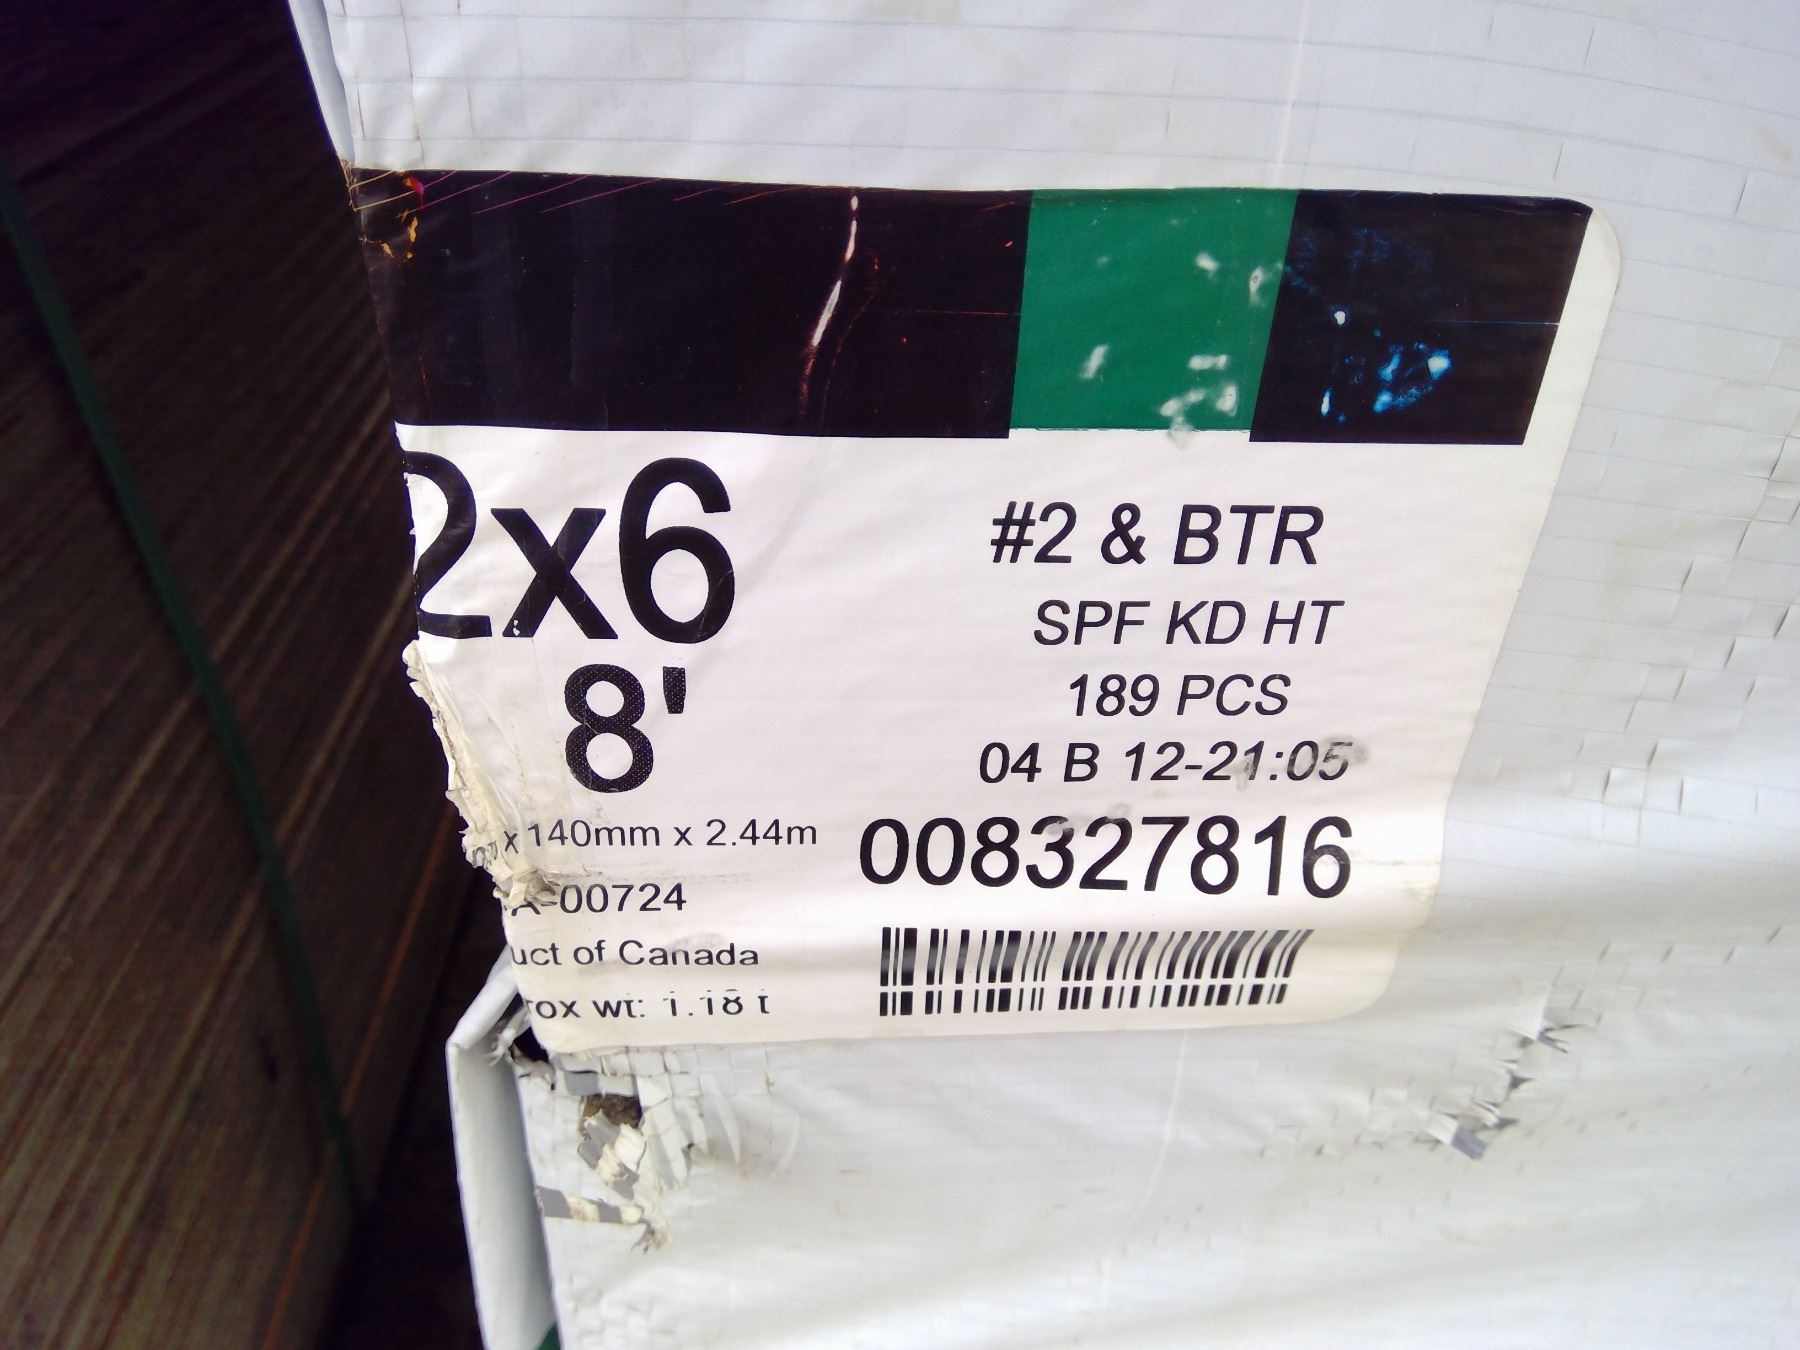 2x6
8'
x 140mm x 2.44m
A-00724
uct of Canada
rox wt: 1.18 t
#2 & BTR
SPF KD HT
189 PCS
04 B 12-21:05
008327816